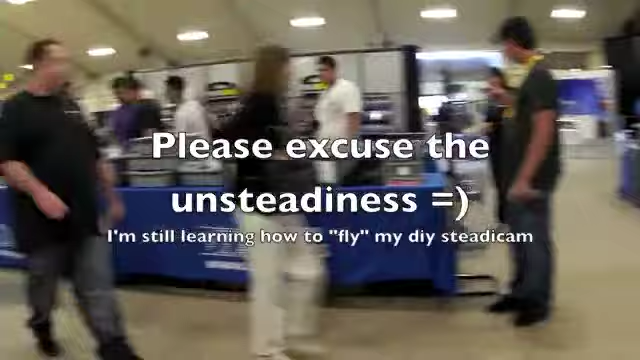 Please excuse the
unsteadiness =)
I'm still learning how to "fly" my diy steadicam